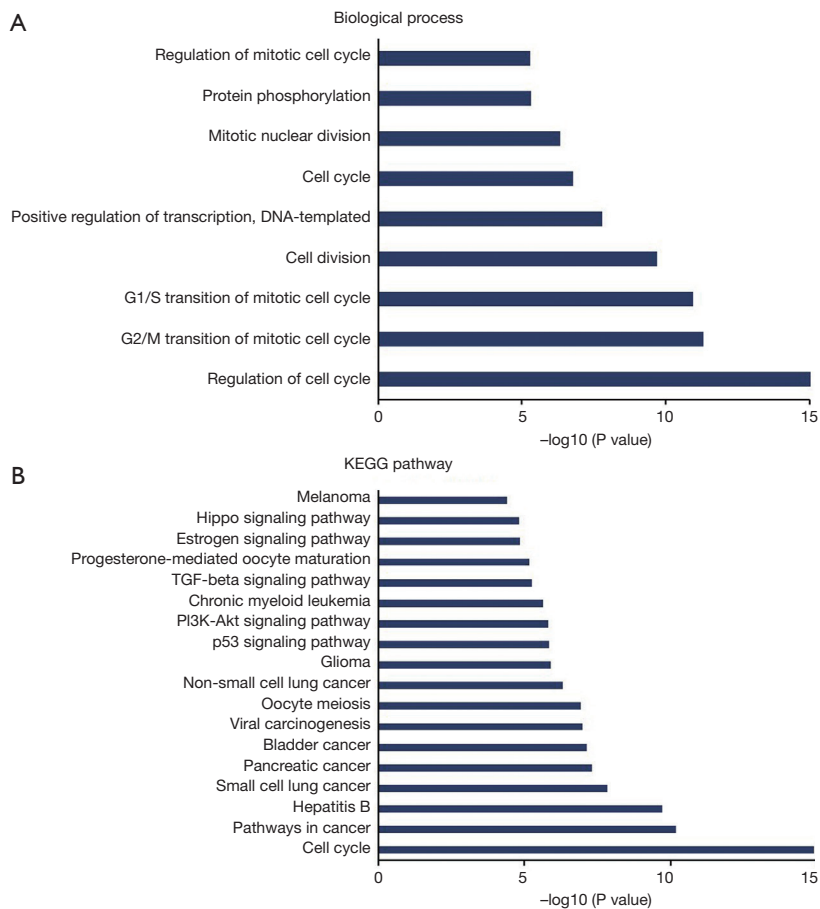 A
Biological process
Regulation of mitotic cell cycle
Protein phosphorylation
Mitotic nuclear division
Cell cycle
Positive regulation of transcription, DNA-templated
Cell division
G1/S transition of mitotic cell cycle
G2/M transition of mitotic cell cycle
Regulation of cell cycle
0 5 10 15
–log10 (P value)
B
KEGG pathway
Melanoma
Hippo signaling pathway
Estrogen signaling pathway
Progesterone-mediated oocyte maturation
TGF-beta signaling pathway
Chronic myeloid leukemia
PI3K-Akt signaling pathway
p53 signaling pathway
Glioma
Non-small cell lung cancer
Oocyte meiosis
Viral carcinogenesis
Bladder cancer
Pancreatic cancer
Small cell lung cancer
Hepatitis B
Pathways in cancer
Cell cycle
0 5 10 15
–log10 (P value)